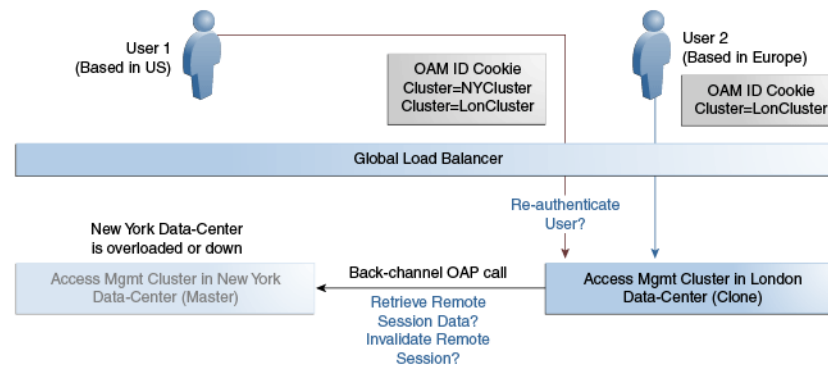 User 1
(Based in US)
OAM ID Cookie
Cluster=NYCluster
Cluster=LonCluster
User 2
(Based in Europe)
OAM ID Cookie
Cluster=LonCluster
Global Load Balancer
Re-authenticate
User?
New York Data-Center
is overloaded or down
Access Mgmt Cluster in New York
Data-Center (Master)
Back-channel OAP call
Retrieve Remote
Session Data?
Invalidate Remote
Session?
Access Mgmt Cluster in London
Data-Center (Clone)